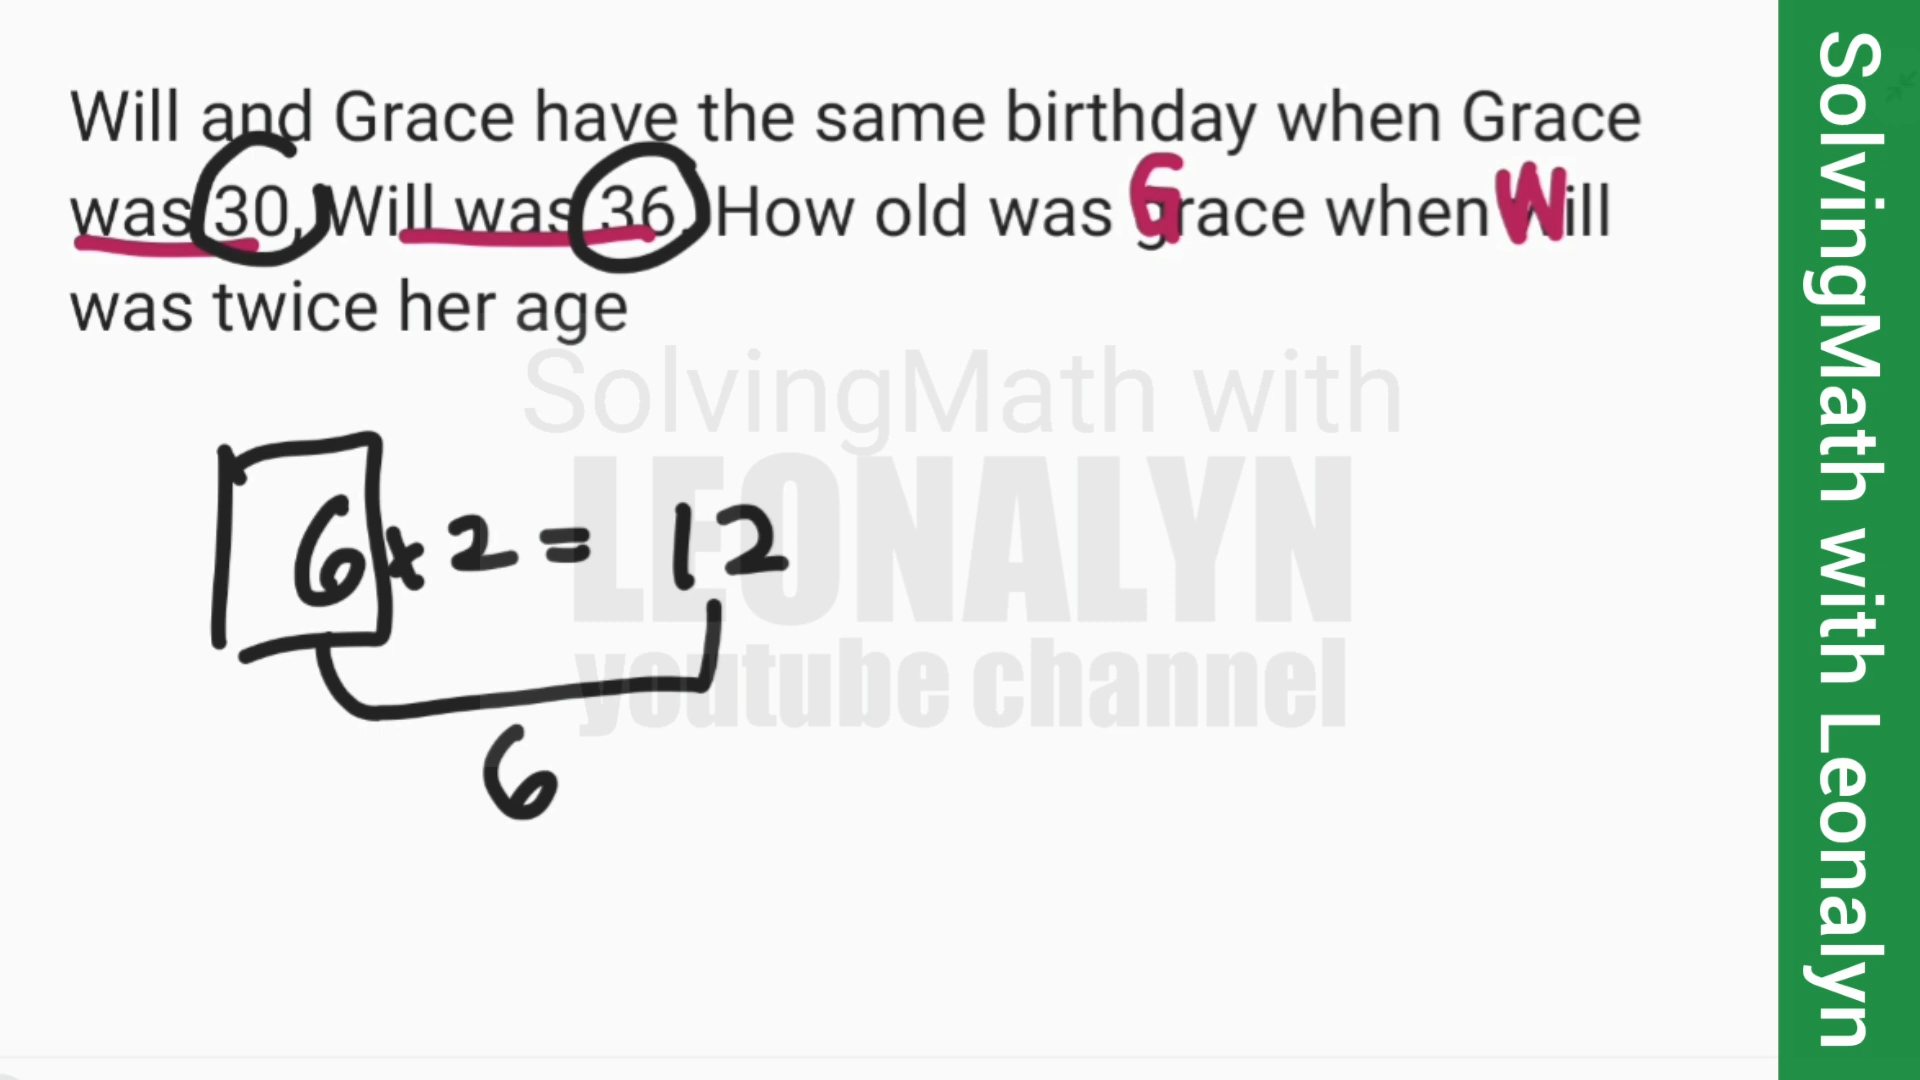 Will and Grace have the same birthday when Grace
was 30, Will was 36. How old was Grace when Will
was twice her age
SolvingMath with
LEONALYN
youtube channel
6 x 2 = 12
6
SolvingMath with Leonalyn